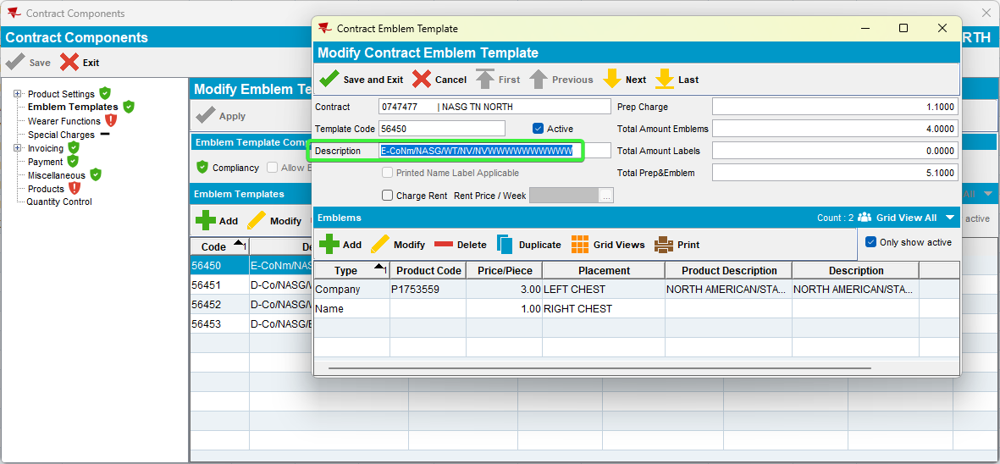 Contract Components
Contract Components
RTH
Save Exit
Product Settings
Emblem Templates
Wearer Functions
Special Charges
Invoicing
Payment
Miscellaneous
Products
Quantity Control
Modify Emblem Te
Apply
Emblem Template Comp
Compliancy Allow E
Emblem Templates
All
Add Modify
active
Code 1 De
56450 E-CoNm/NAS
56451 D-Co/NASG/W
56452 D-Co/NASG/W
56453 D-Co/NASG/E
Contract Emblem Template
Modify Contract Emblem Template
Save and Exit Cancel First Previous Next Last
Contract 0747477 | NASG TN NORTH Prep Charge 1.1000
Template Code 56450 Active Total Amount Emblems 4.0000
Description Total Amount Labels 0.0000
Printed Name Label Applicable Total Prep&Emblem 5.1000
Charge Rent Rent Price / Week ...
Emblems Count : 2 Grid View All
Add Modify Delete Duplicate Grid Views Print Only show active
Type 1 Product Code Price/Piece Placement Product Description Description
Company P1753559 3.00 LEFT CHEST NORTH AMERICAN/STA... NORTH AMERICAN/STA...
Name 1.00 RIGHT CHEST